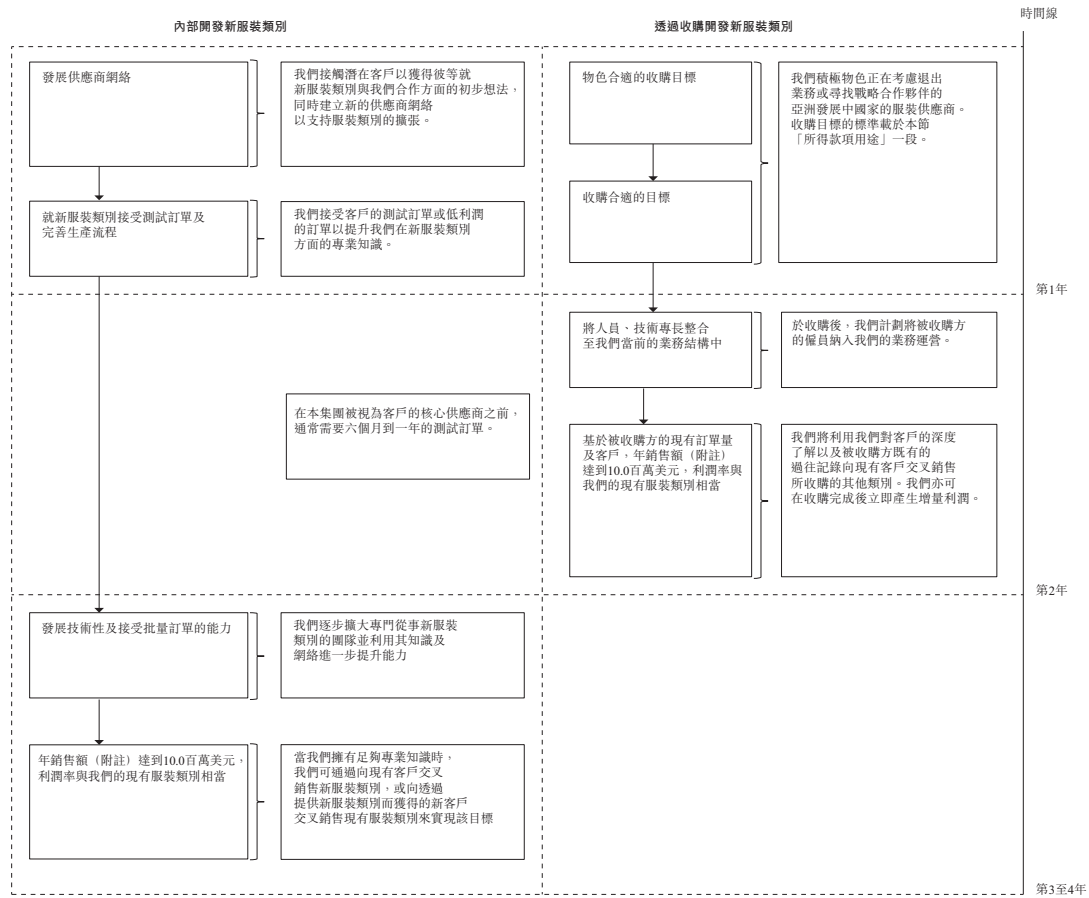 時間線
內部開發新服裝類別
透過收購開發新服裝類別
發展供應商網絡
我們接觸潛在客戶以獲得彼等就
新服裝類別與我們合作方面的初步想法，
同時建立新的供應商網絡
以支持服裝類別的擴張。
就新服裝類別接受測試訂單及
完善生產流程
我們接受客戶的測試訂單或低利潤
的訂單以提升我們在新服裝類別
方面的專業知識。
物色合適的收購目標
收購合適的目標
我們積極物色正在考慮退出
業務或尋找戰略合作夥伴的
亞洲發展中國家的服裝供應商。
收購目標的標準載於本節
「所得款項用途」一段。
第1年
在本集團被視為客戶的核心供應商之前，
通常需要六個月到一年的測試訂單。
將人員、技術專長整合
至我們當前的業務結構中
於收購後，我們計劃將被收購方
的僱員納入我們的業務運營。
基於被收購方的現有訂單量
及客戶，年銷售額（附註）
達到10.0百萬美元，利潤率與
我們的現有服裝類別相當
我們將利用我們對客戶的深度
了解以及被收購方既有的
過往記錄向現有客戶交叉銷售
所收購的其他類別。我們亦可
在收購完成後立即產生增量利潤。
第2年
發展技術性及接受批量訂單的能力
我們逐步擴大專門從事新服裝
類別的團隊並利用其知識及
網絡進一步提升能力
年銷售額（附註）達到10.0百萬美元，
利潤率與我們的現有服裝類別相當
當我們擁有足夠專業知識時，
我們可通過向現有客戶交叉
銷售新服裝類別，或向透過
提供新服裝類別而獲得的新客戶
交叉銷售現有服裝類別來實現該目標
第3至4年